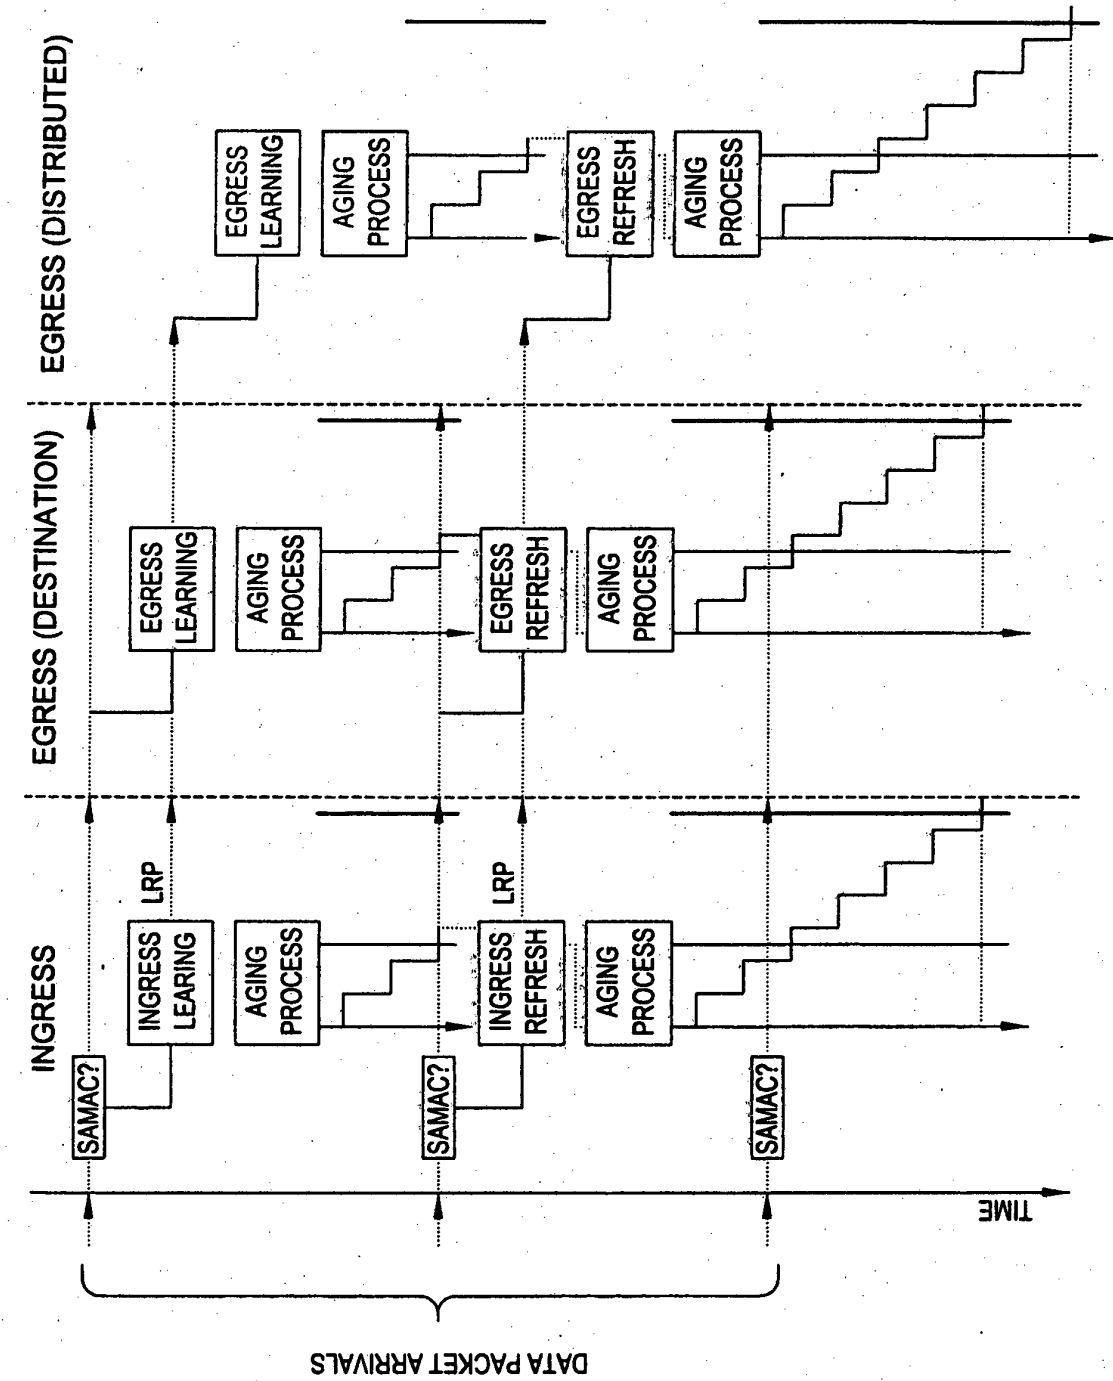 INGRESS
EGRESS (DESTINATION)
EGRESS (DISTRIBUTED)
SAMAC?
INGRESS
LEARING
LRP
EGRESS
LEARNING
EGRESS
LEARNING
AGING
PROCESS
AGING
PROCESS
AGING
PROCESS
SAMAC?
INGRESS
REFRESH
LRP
EGRESS
REFRESH
EGRESS
REFRESH
AGING
PROCESS
AGING
PROCESS
AGING
PROCESS
SAMAC?
TIME
DATA PACKET ARRIVALS